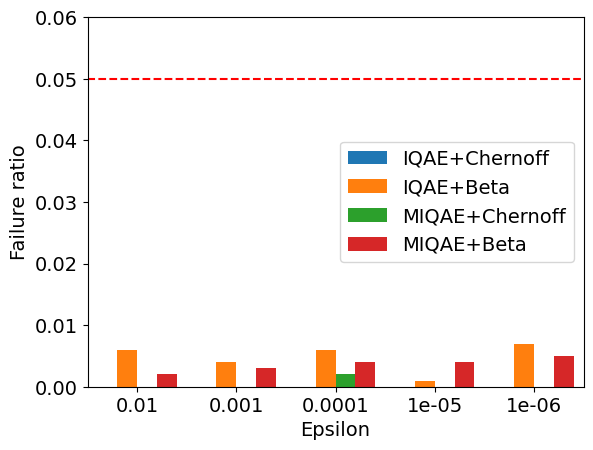 0.06
0.05
0.04
0.03
0.02
0.01
0.00
Failure ratio
IQAE+Chernoff
IQAE+Beta
MIQAE+Chernoff
MIQAE+Beta
0.01 0.001 0.0001 1e-05 1e-06
Epsilon